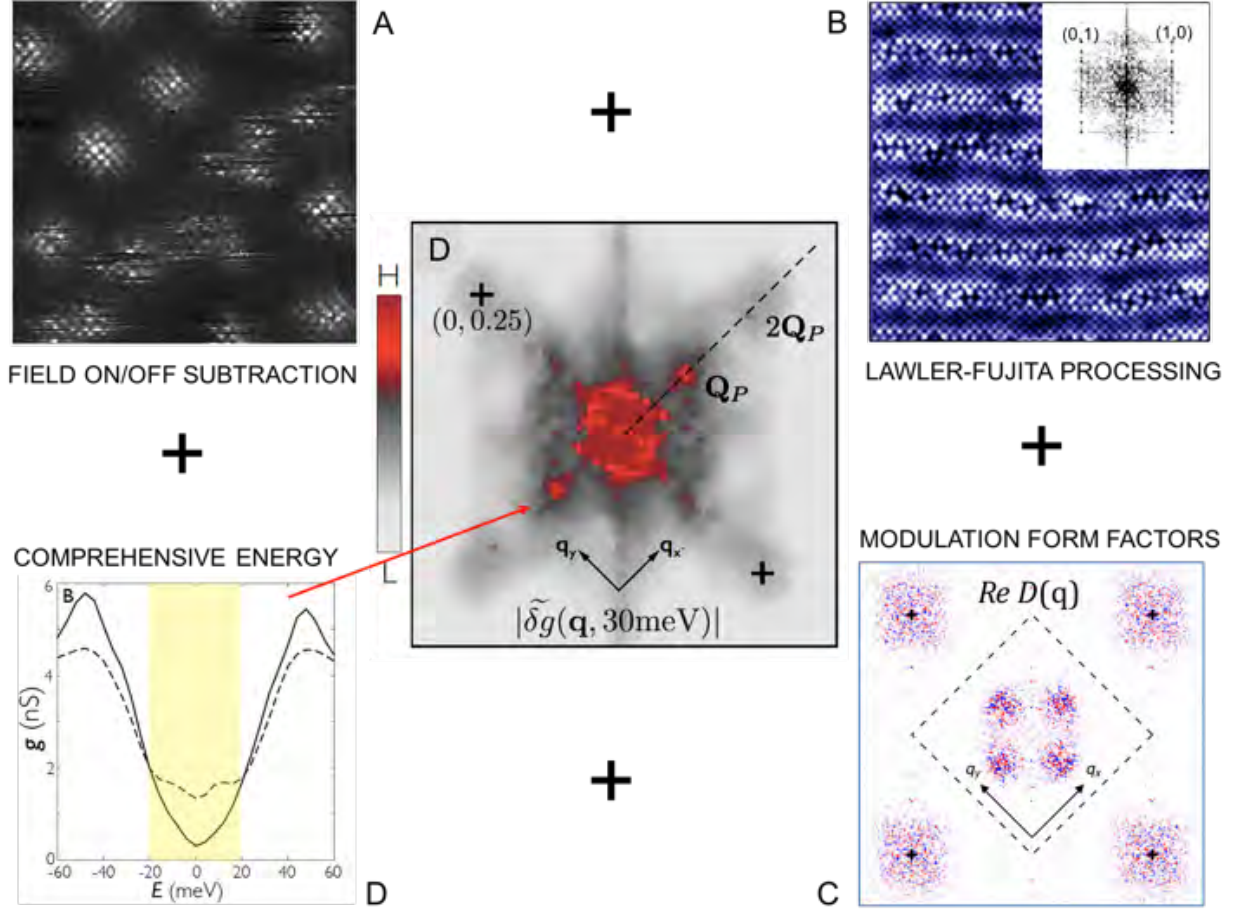 A
FIELD ON/OFF SUBTRACTION
+
+
B
(0,1) (1,0)
LAWLER-FUJITA PROCESSING
+
D
H
L
+
(0, 0.25)
2Q_P
Q_P
q_y q_x
+
|δ̃g(q, 30meV)|
COMPREHENSIVE ENERGY
B
g (nS)
6
4
2
0
-60 -40 -20 0 20 40 60
E (meV)
D
+
MODULATION FORM FACTORS
Re D(q)
+ +
q_y q_x
+ +
C